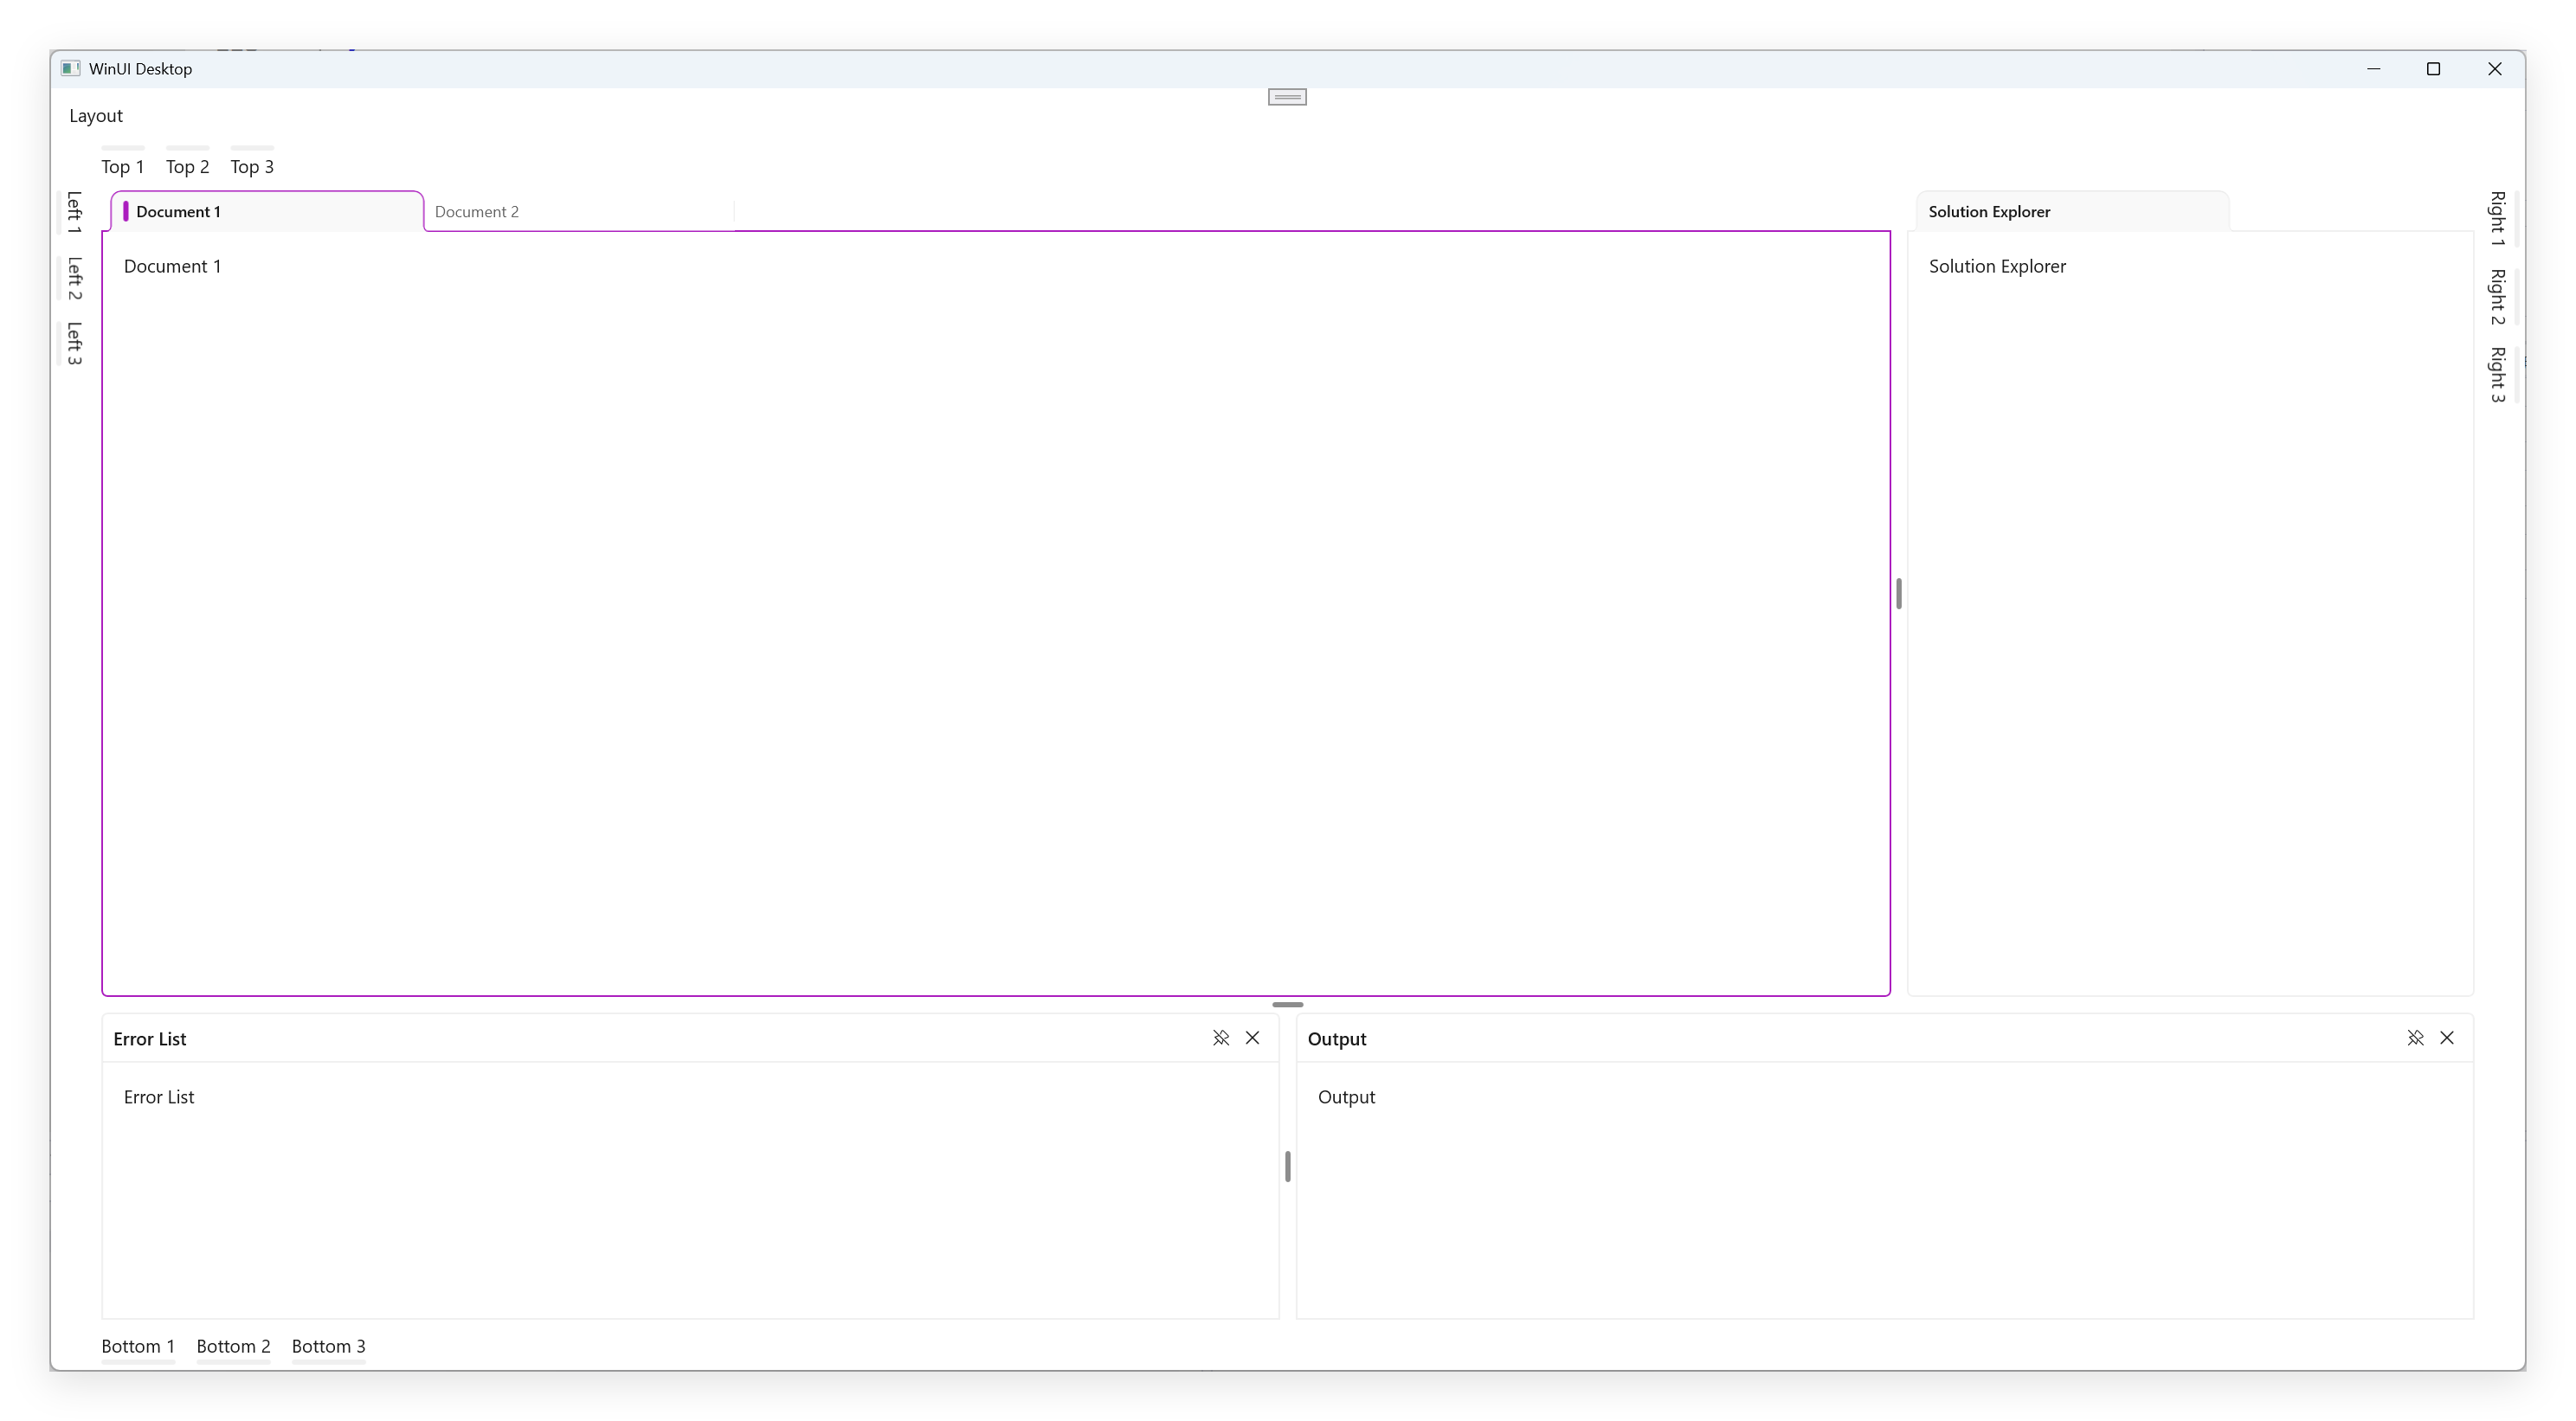 WinUI Desktop
Layout
Top 1 Top 2 Top 3
Left 1
Left 2
Left 3
Document 1 Document 2
Document 1
Solution Explorer
Solution Explorer
Right 1
Right 2
Right 3
Error List
Error List
Output
Output
Bottom 1 Bottom 2 Bottom 3